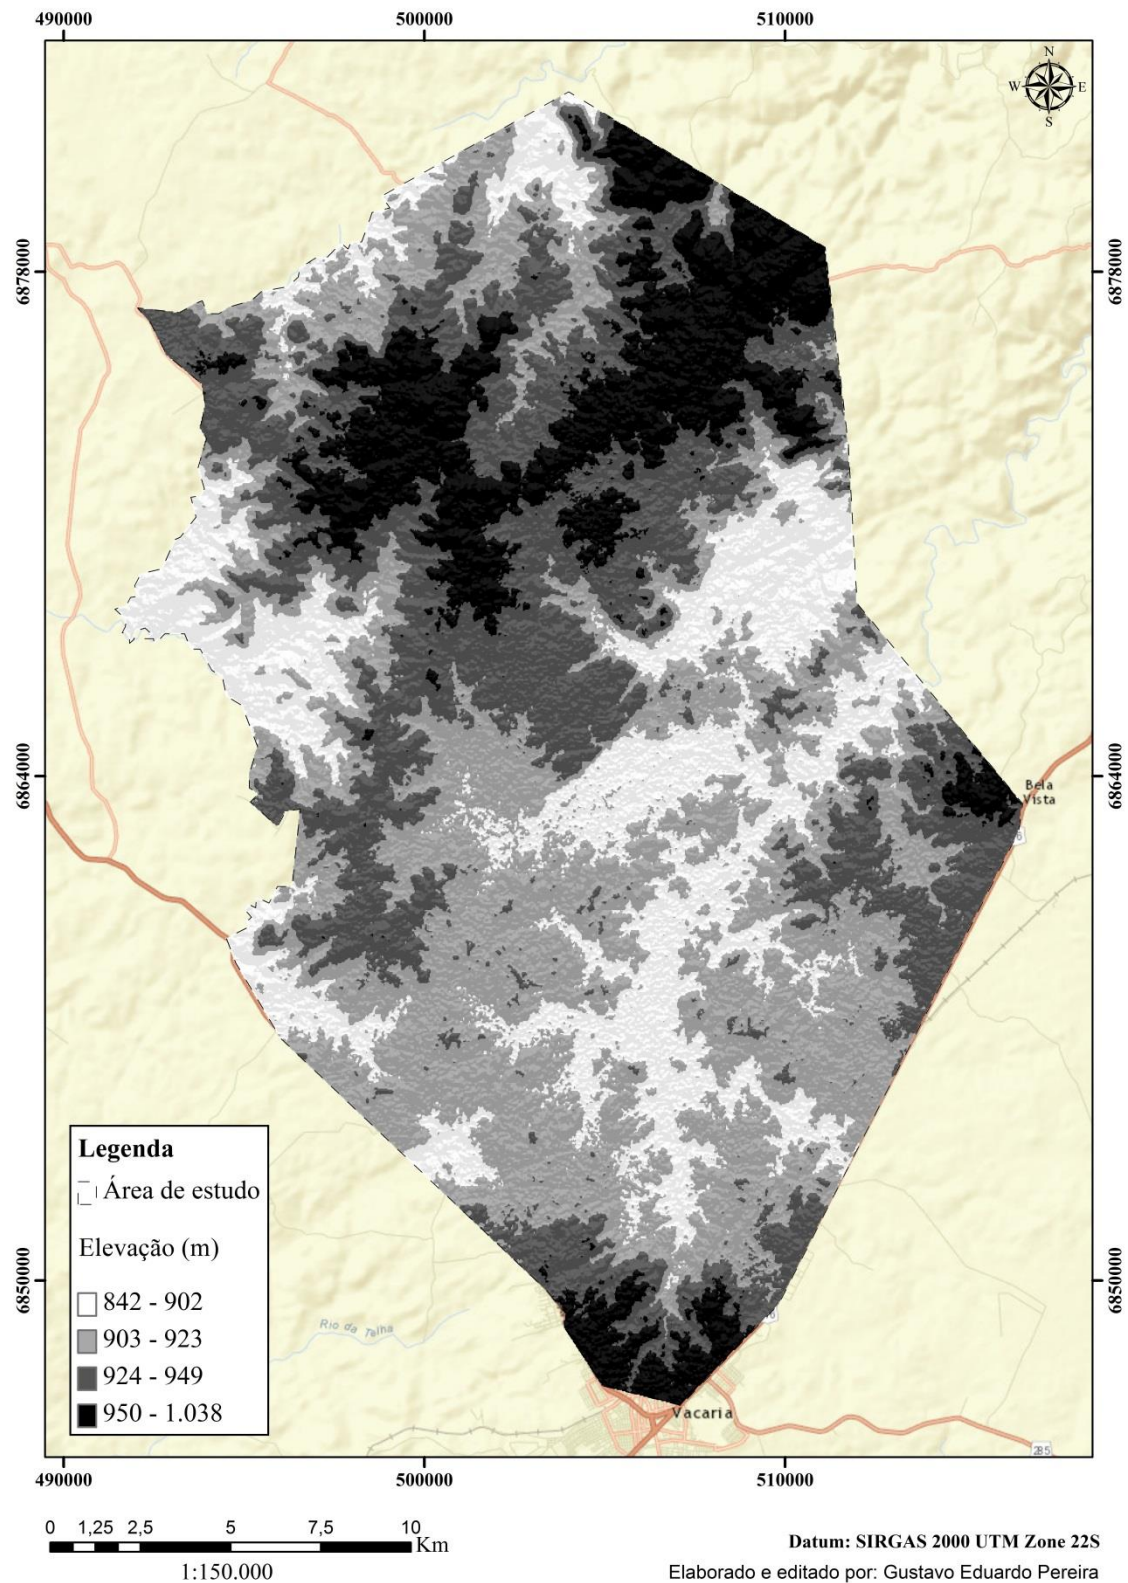 490000 500000 510000
N
W E
S
6878000 6878000
6864000 6864000
Bela
Vista
Legenda
Área de estudo
Elevação (m)
842 - 902
903 - 923
924 - 949
950 - 1.038
6850000 6850000
Rio da Telha
Vacaria
285
490000 500000 510000
0 1,25 2,5 5 7,5 10
Km
1:150.000
Datum: SIRGAS 2000 UTM Zone 22S
Elaborado e editado por: Gustavo Eduardo Pereira